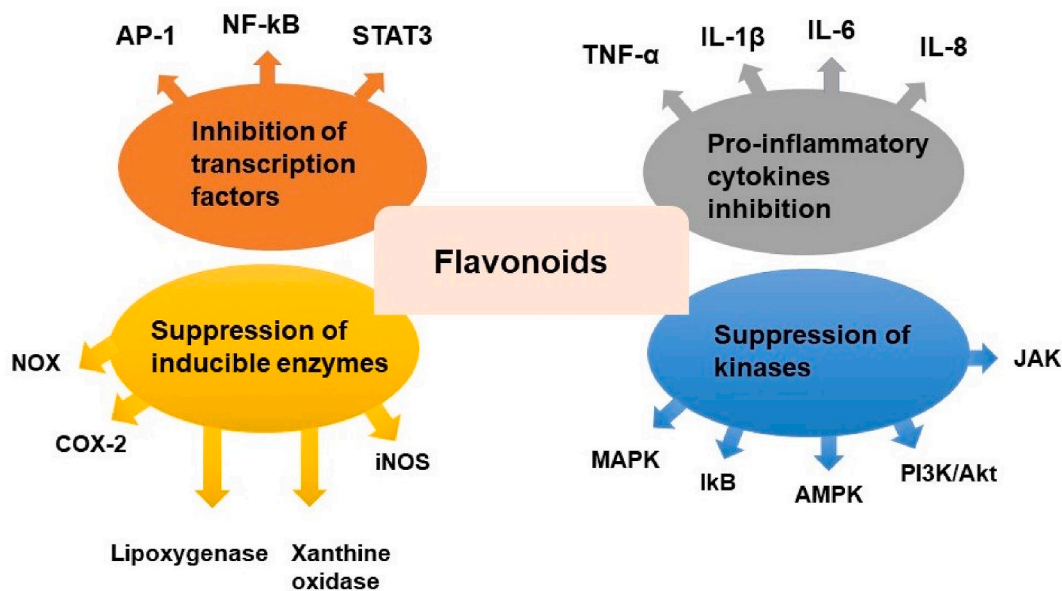 AP-1
NF-kB
STAT3
Inhibition of
transcription
factors
TNF-α
IL-1β
IL-6
IL-8
Pro-inflammatory
cytokines
inhibition
Flavonoids
Suppression of
inducible enzymes
NOX
COX-2
Lipoxygenase
Xanthine
oxidase
iNOS
Suppression of
kinases
MAPK
IkB
AMPK
PI3K/Akt
JAK